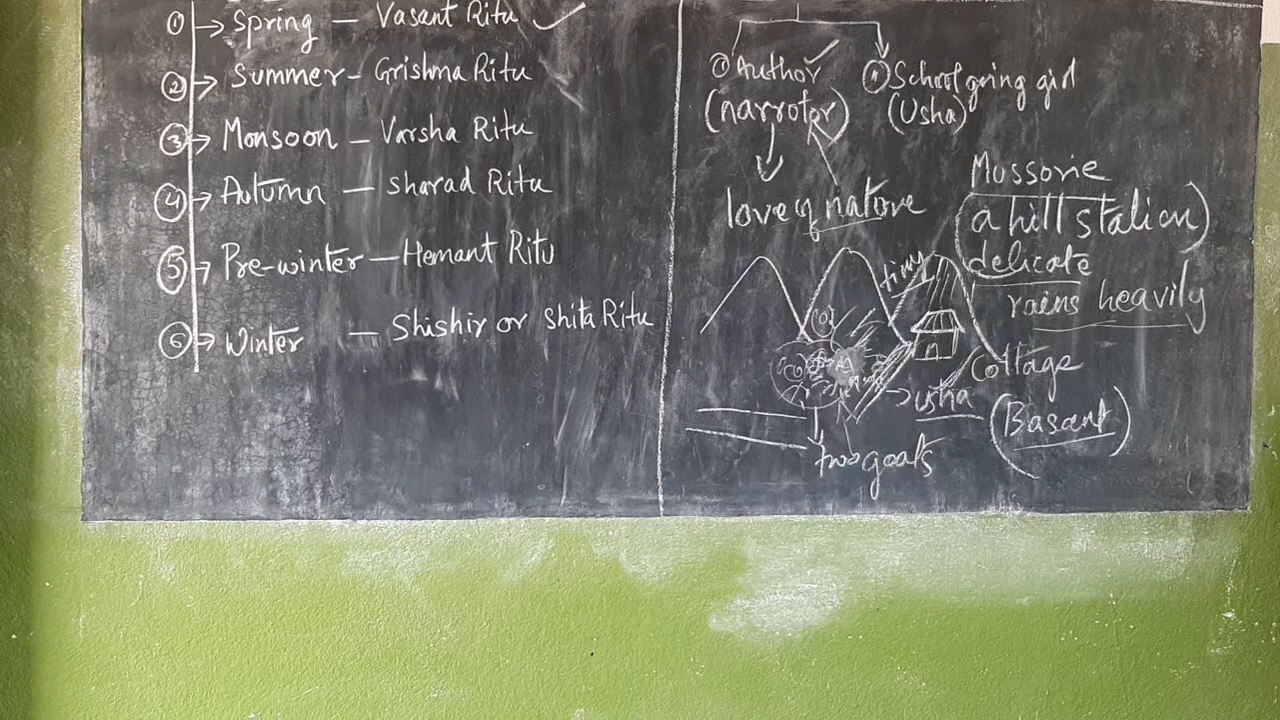 ① → Spring — Vasant Ritu ✓
② → Summer – Grishma Ritu
③ → Monsoon — Varsha Ritu
④ → Autumn — sharad Ritu
⑤ → Pre-winter — Hemant Ritu
⑥ → Winter — Shishir or shita Ritu
① Author ✓
(narrotor)
love of nature
School going girl
(Usha)
Mussorie
(a hill station)
delicate
rains heavily
tiny
Cottage
→ usha
(Basant)
two goats